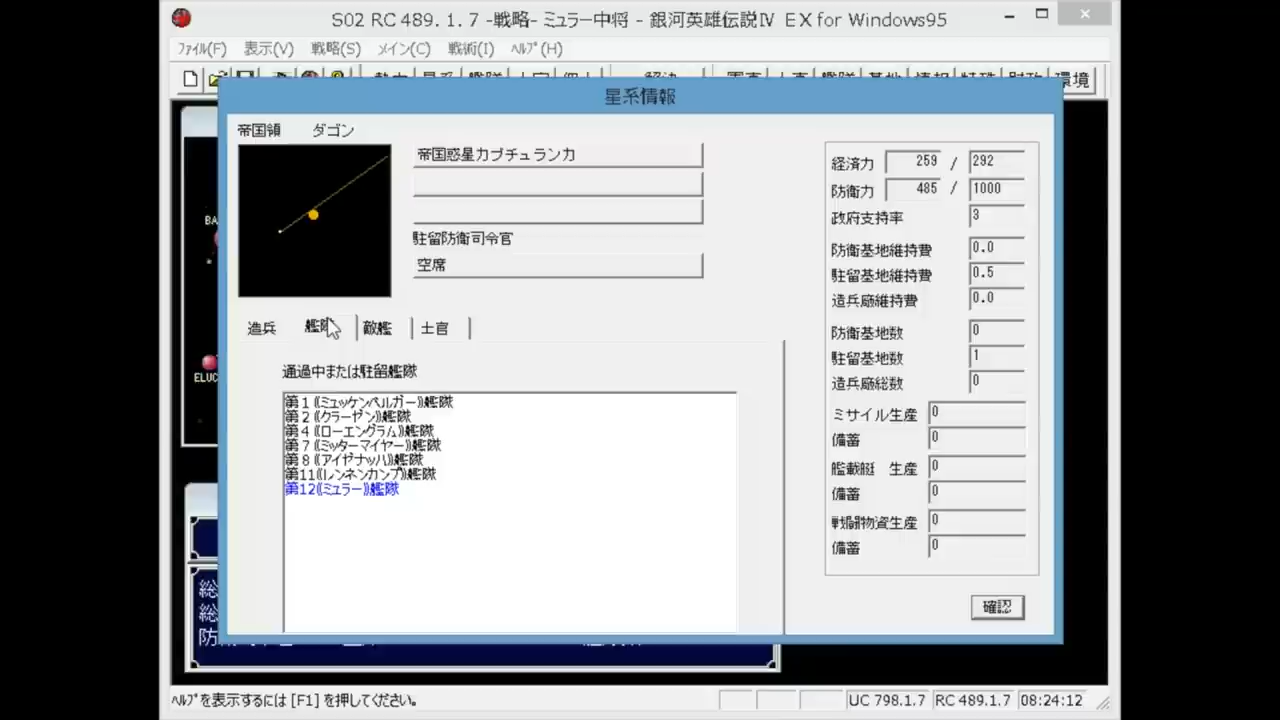 S02 RC 489. 1. 7 -戦略- ミュラー中将 - 銀河英雄伝説Ⅳ EX for Windows95
ﾌｧｲﾙ(F) 表示(V) 戦略(S) メイン(C) 戦術(I) ﾍﾙﾌﾟ(H)
環境
星系情報
帝国領 ダゴン
帝国惑星カプチュランカ
駐留防衛司令官
空席
造兵 艦隊 敵艦 士官
通過中または駐留艦隊
第1《ミュッケンベルガー》艦隊
第2《クラーゼン》艦隊
第4《ローエングラム》艦隊
第7《ミッターマイヤー》艦隊
第8《アイゼナッハ》艦隊
第11《レンネンカンプ》艦隊
第12《ミュラー》艦隊
経済力 259 / 292
防衛力 485 / 1000
政府支持率 3
防衛基地維持費 0.0
駐留基地維持費 0.5
造兵廠維持費 0.0
防衛基地数 0
駐留基地数 1
造兵廠総数 0
ミサイル生産 0
備蓄 0
艦載艇 生産 0
備蓄 0
戦闘物資生産 0
備蓄 0
確認
BA
ELUC
総
総
防
ﾍﾙﾌﾟを表示するには [F1] を押してください。
UC 798.1.7 RC 489.1.7 08:24:12